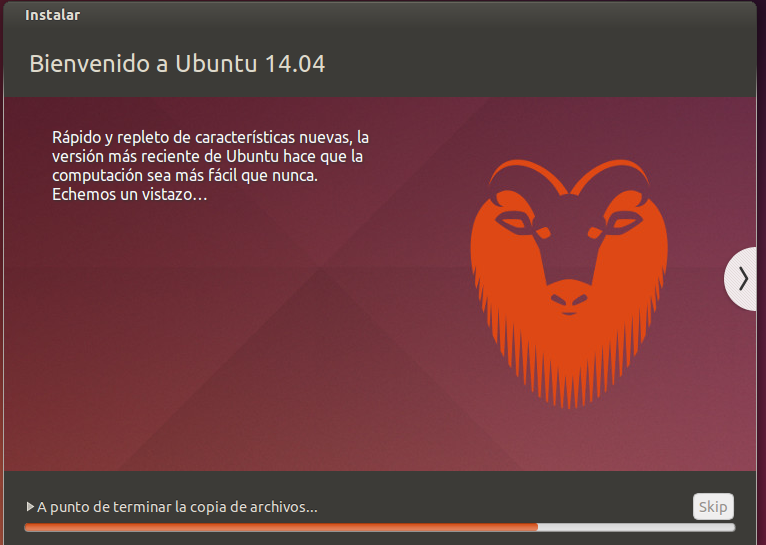 Instalar
Bienvenido a Ubuntu 14.04
Rápido y repleto de características nuevas, la
versión más reciente de Ubuntu hace que la
computación sea más fácil que nunca.
Echemos un vistazo…
A punto de terminar la copia de archivos...
Skip